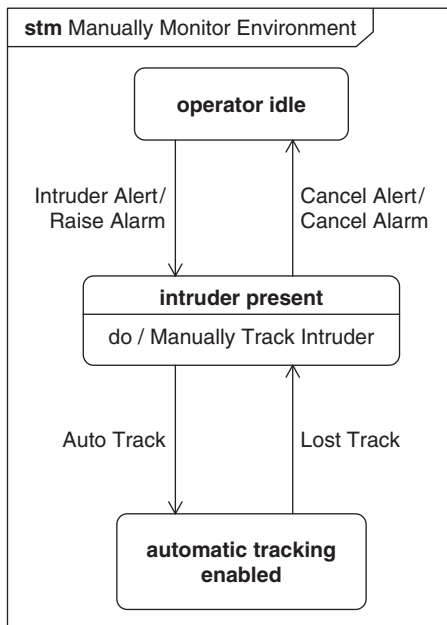 stm Manually Monitor Environment
operator idle
Intruder Alert/
Raise Alarm
Cancel Alert/
Cancel Alarm
intruder present
do / Manually Track Intruder
Auto Track
Lost Track
automatic tracking
enabled